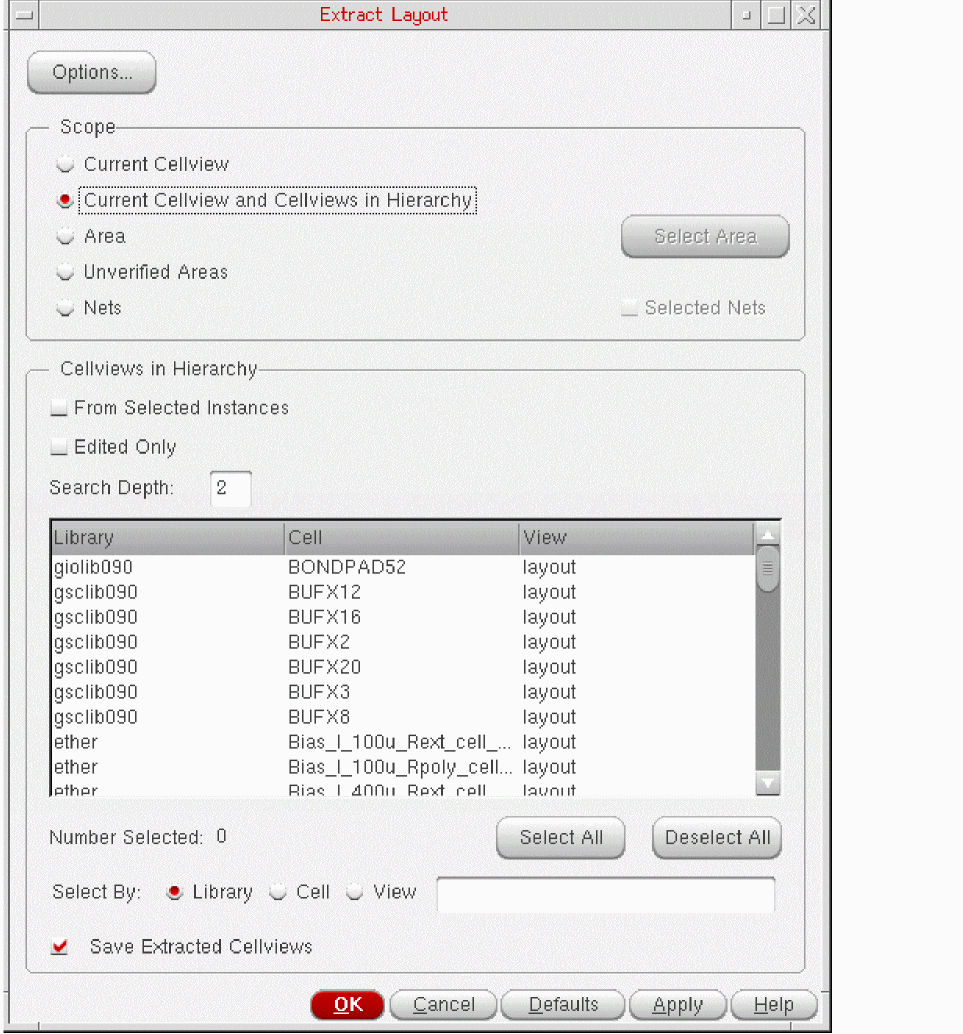 Extract Layout
Options...
Scope
Current Cellview
Current Cellview and Cellviews in Hierarchy
Area
Select Area
Unverified Areas
Nets
Selected Nets
Cellviews in Hierarchy
From Selected Instances
Edited Only
Search Depth: 2
Library Cell View
giolib090 BONDPAD52 layout
gsclib090 BUFX12 layout
gsclib090 BUFX16 layout
gsclib090 BUFX2 layout
gsclib090 BUFX20 layout
gsclib090 BUFX3 layout
gsclib090 BUFX8 layout
ether Bias_I_100u_Rext_cell_... layout
ether Bias_I_100u_Rpoly_cell... layout
ether Bias_I_400u_Rext_cell layout
Number Selected: 0 Select All Deselect All
Select By: Library Cell View
Save Extracted Cellviews
OK Cancel Defaults Apply Help